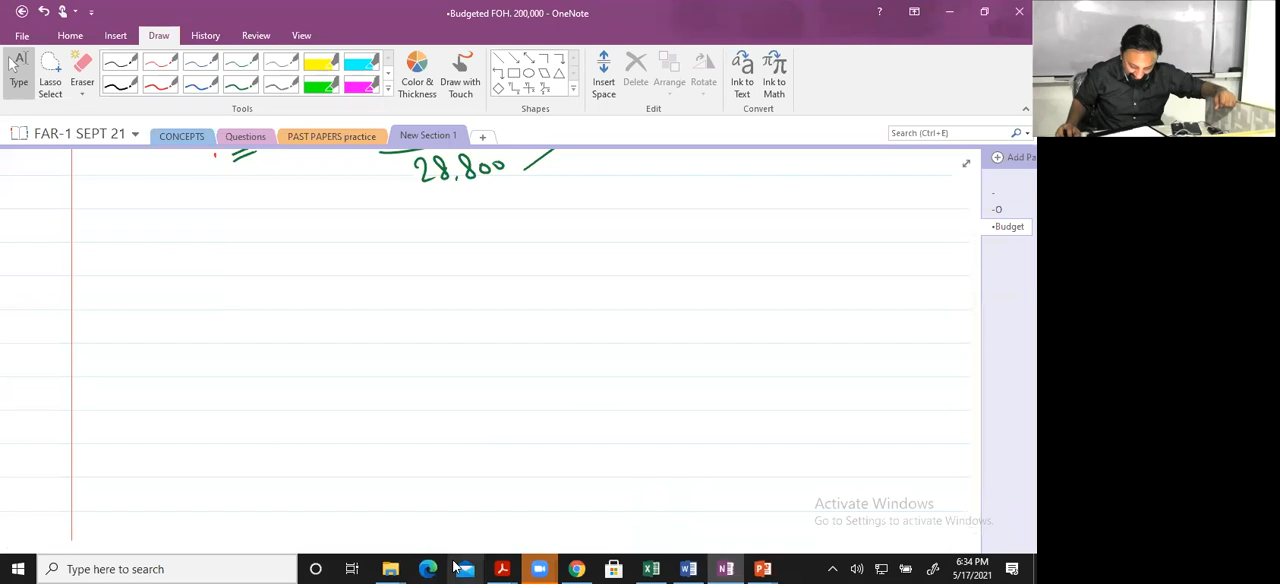 •Budgeted FOH. 200,000 - OneNote
?
File
Home
Insert
Draw
History
Review
View
Type
Lasso
Select
Eraser
Color &
Thickness
Draw with
Touch
Insert
Space
Delete
Arrange
Rotate
Ink to
Text
Ink to
Math
Tools
Shapes
Edit
Convert
FAR-1 SEPT 21
CONCEPTS
Questions
PAST PAPERS practice
New Section 1
Search (Ctrl+E)
Add Pa
-
-O
•Budget
28,800
Activate Windows
Go to Settings to activate Windows.
Type here to search
6:34 PM
5/17/2021